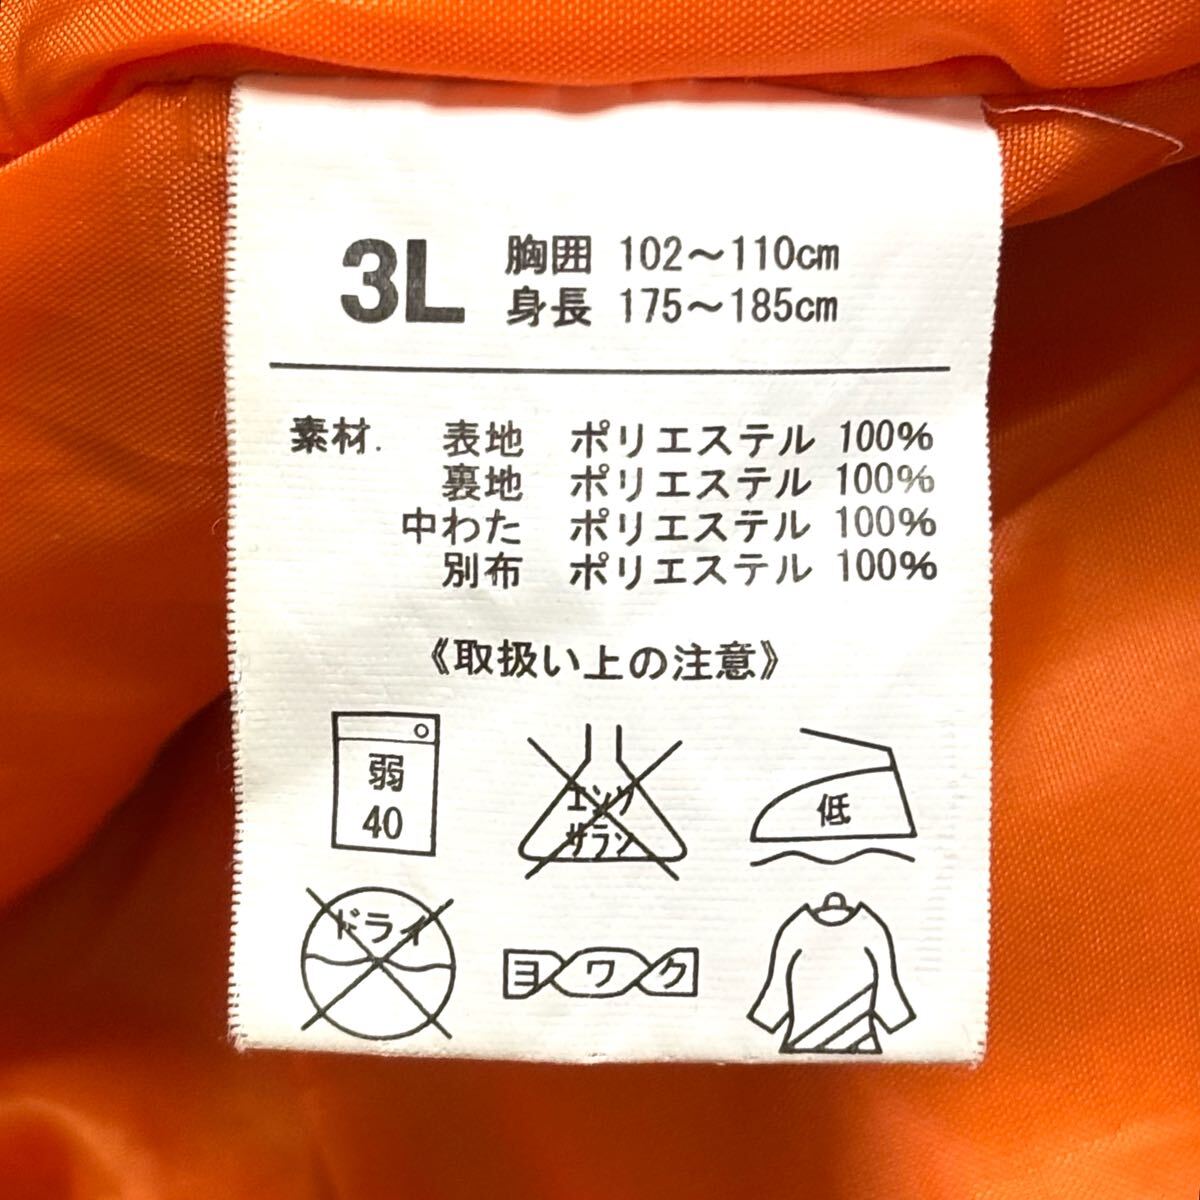 3L 胸囲 102～110cm
身長 175～185cm
素材. 表地 ポリエステル 100%
裏地 ポリエステル 100%
中わた ポリエステル 100%
別布 ポリエステル 100%
《取扱い上の注意》
弱
40
エンソ
サラシ
低
ドライ
ヨワク